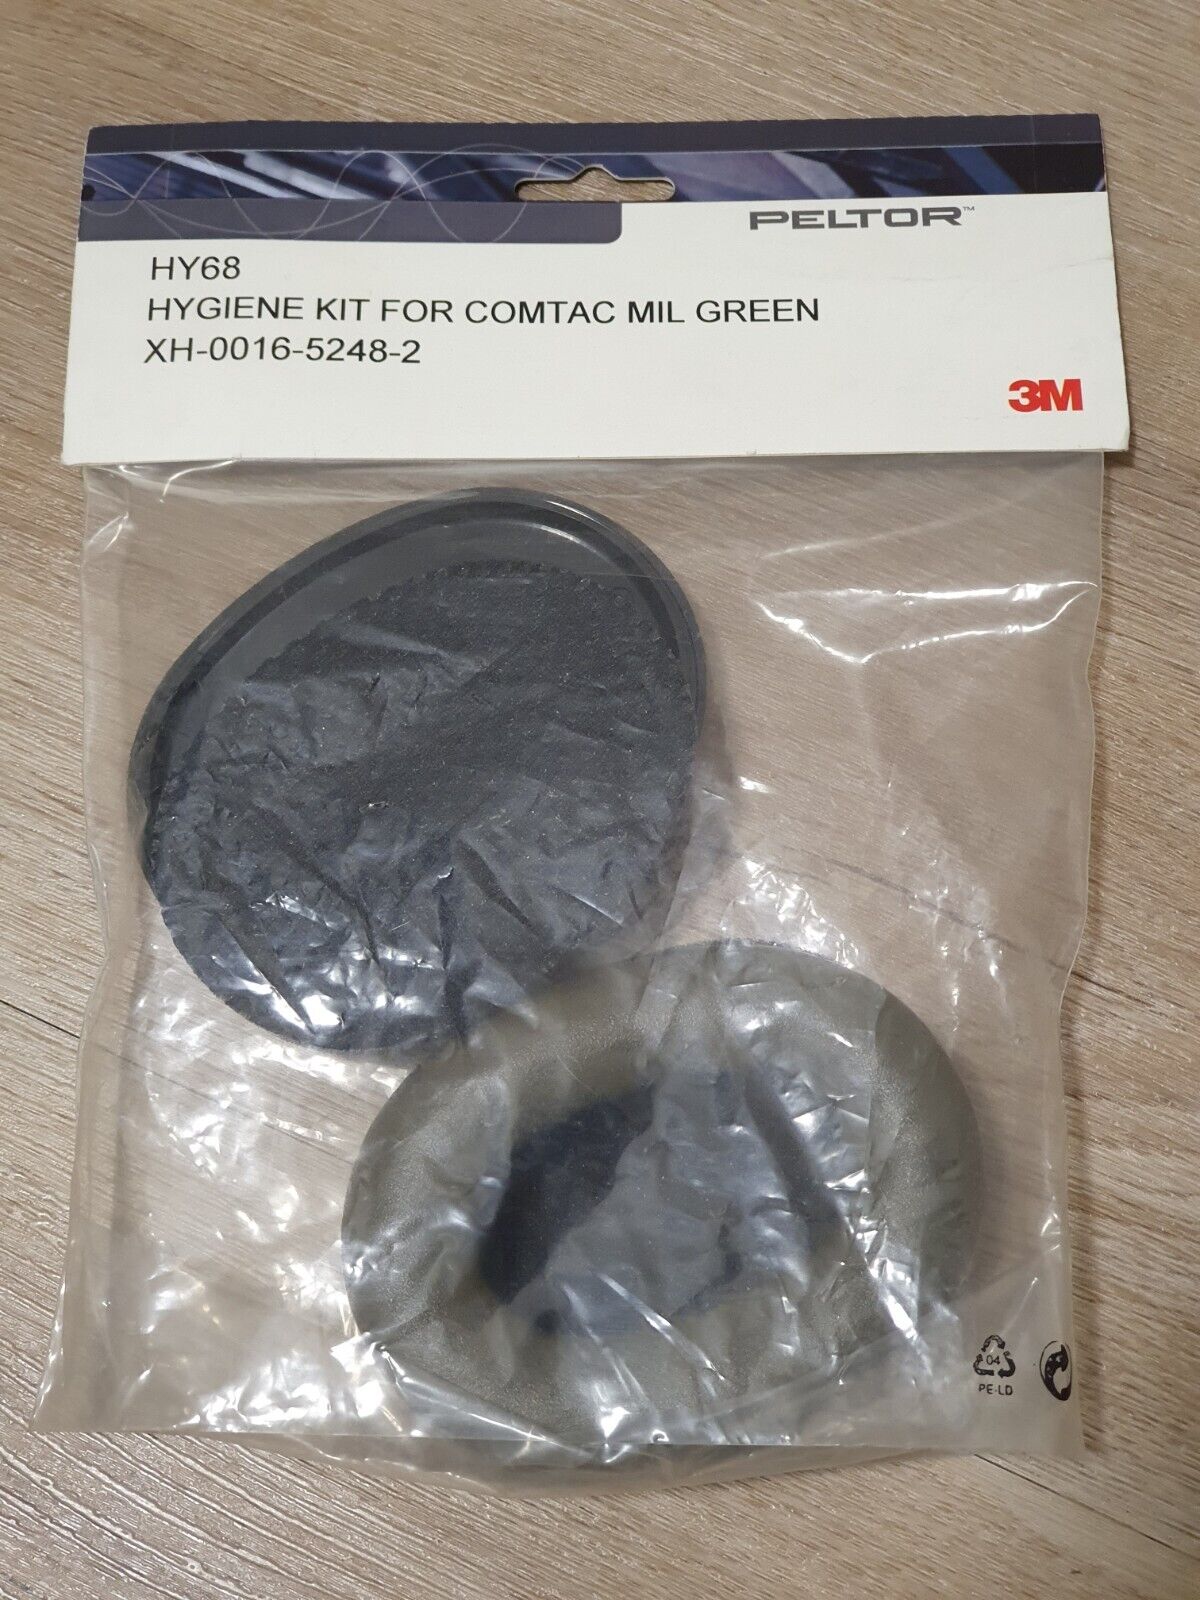 PELTOR™
HY68
HYGIENE KIT FOR COMTAC MIL GREEN
XH-0016-5248-2
3M
04
PE-LD